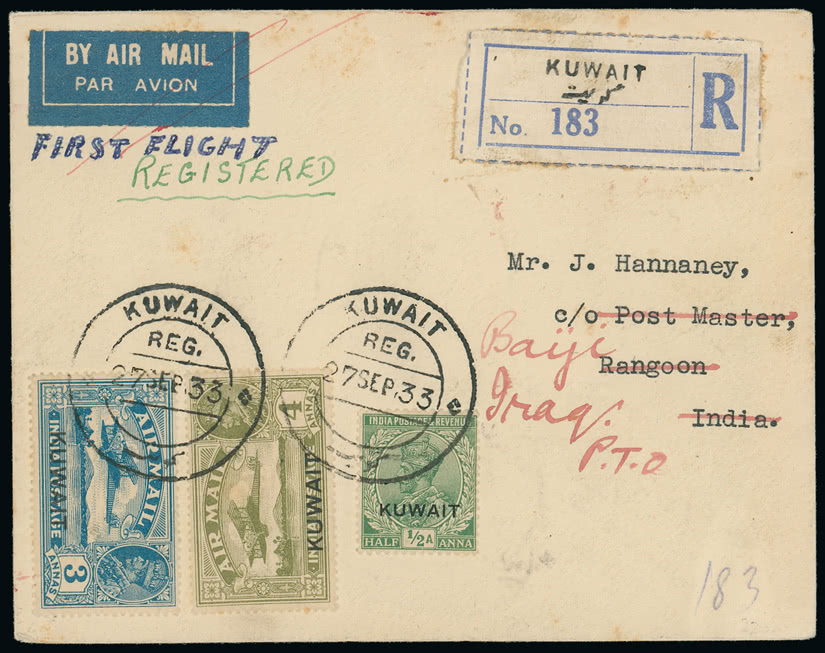 BY AIR MAIL
PAR AVION
FIRST FLIGHT
REGISTERED
KUWAIT
كويت
No. 183
R
Mr. J. Hannaney,
c/o Post Master,
Rangoon
India.
Baiji
Iraq.
P.T.O
KUWAIT
REG.
27 SEP. 33
KUWAIT
REG.
27 SEP. 33
AIR MAIL
KUWAIT
3
ANNAS
AIR MAIL
KUWAIT
4
ANNAS
INDIA POSTAGE & REVENUE
KUWAIT
1/2 A
HALF ANNA
183